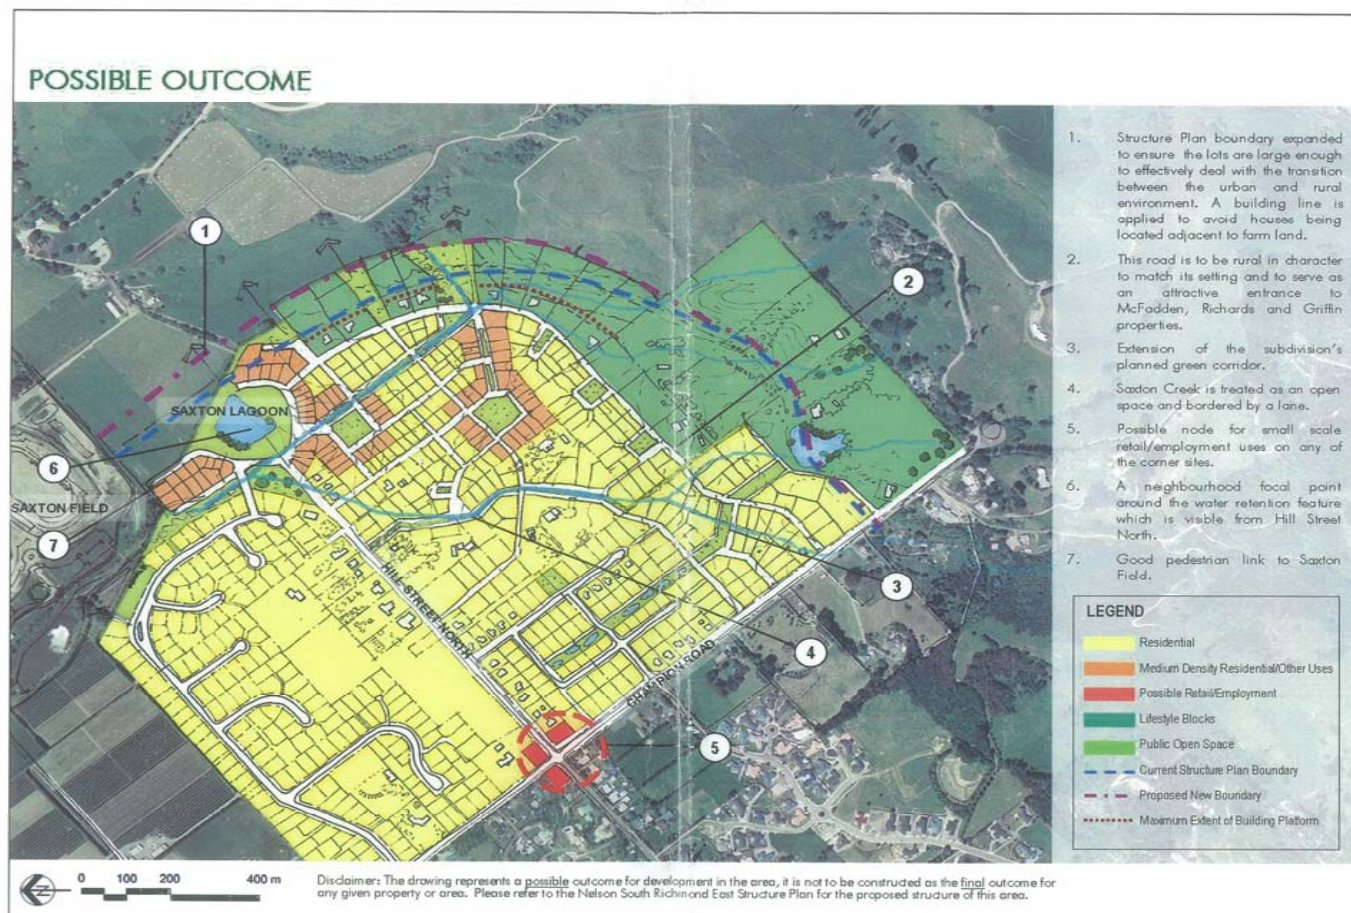 POSSIBLE OUTCOME
1. Structure Plan boundary expanded
to ensure the lots are large enough
to effectively deal with the transition
between the urban and rural
environment. A building line is
applied to avoid houses being
located adjacent to farm land.
2. This road is to be rural in character
to match its setting and to serve as
an attractive entrance to
McFadden, Richards and Griffin
properties.
3. Extension of the subdivision's
planned green corridor.
4. Saxton Creek is treated as an open
space and bordered by a lane.
5. Possible node for small scale
retail/employment uses on any of
the corner sites.
6. A neighbourhood focal point
around the water retention feature
which is visible from Hill Street
North.
7. Good pedestrian link to Saxton
Field.
LEGEND
Residential
Medium Density Residential/Other Uses
Possible Retail/Employment
Lifestyle Blocks
Public Open Space
Current Structure Plan Boundary
Proposed New Boundary
Maximum Extent of Building Platform
1
2
SAXTON LAGOON
6
SAXTON FIELD
7
HILL STREET NORTH
3
4
CHAMPION ROAD
5
Z
0 100 200 400 m
Disclaimer: The drawing represents a possible outcome for development in the area, it is not to be constructed as the final outcome for
any given property or area. Please refer to the Nelson South Richmond East Structure Plan for the proposed structure of this area.